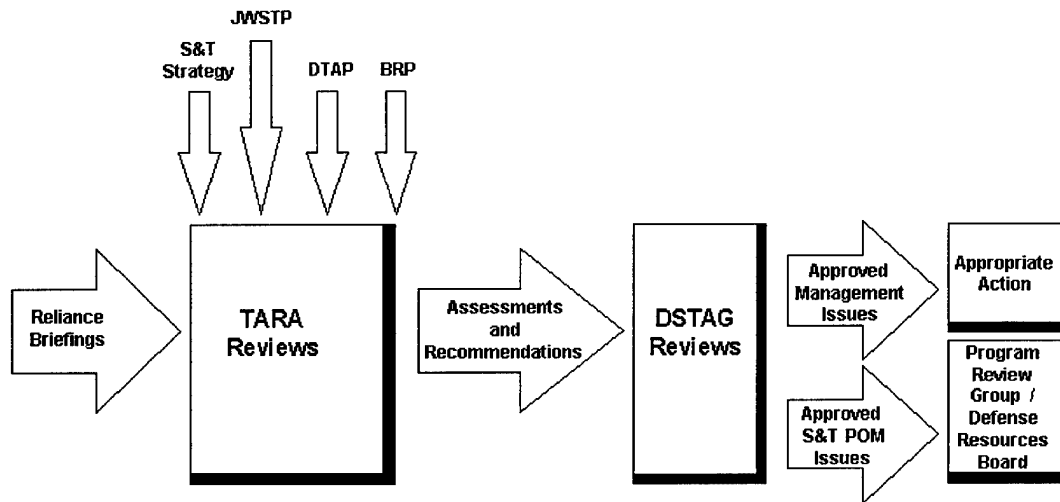 JWSTP
S&T
Strategy
DTAP
BRP
Reliance
Briefings
TARA
Reviews
Assessments
and
Recommendations
DSTAG
Reviews
Approved
Management
Issues
Appropriate
Action
Approved
S&T POM
Issues
Program
Review
Group /
Defense
Resources
Board